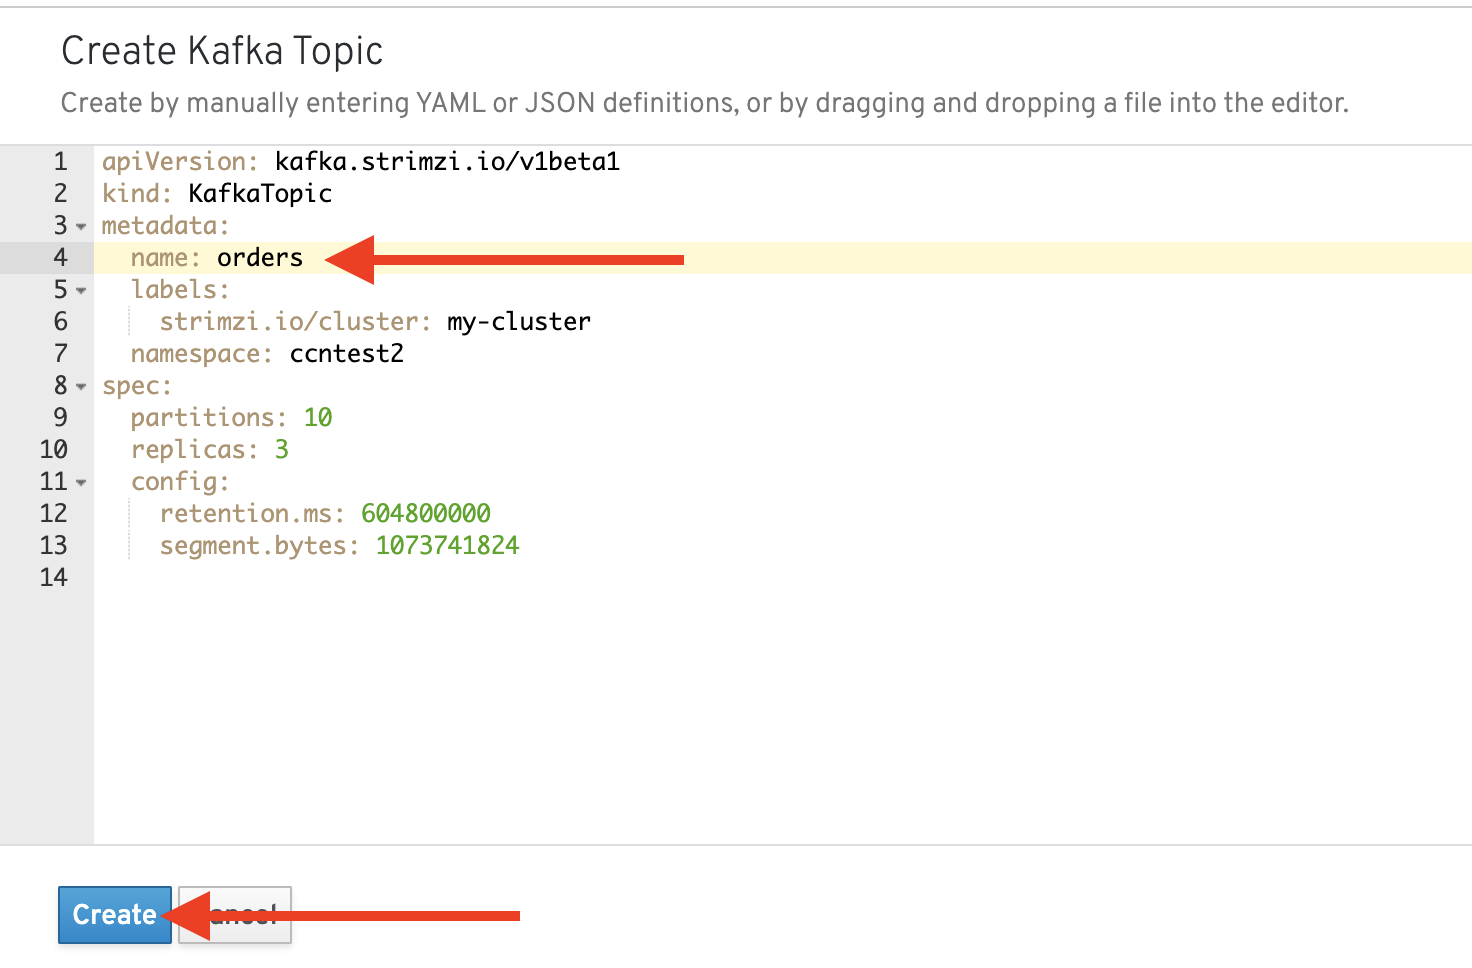 Create Kafka Topic
Create by manually entering YAML or JSON definitions, or by dragging and dropping a file into the editor.
1 apiVersion: kafka.strimzi.io/v1beta1
2 kind: KafkaTopic
3 metadata:
4   name: orders
5   labels:
6     strimzi.io/cluster: my-cluster
7   namespace: ccntest2
8 spec:
9   partitions: 10
10   replicas: 3
11   config:
12     retention.ms: 604800000
13     segment.bytes: 1073741824
14
Create Cancel